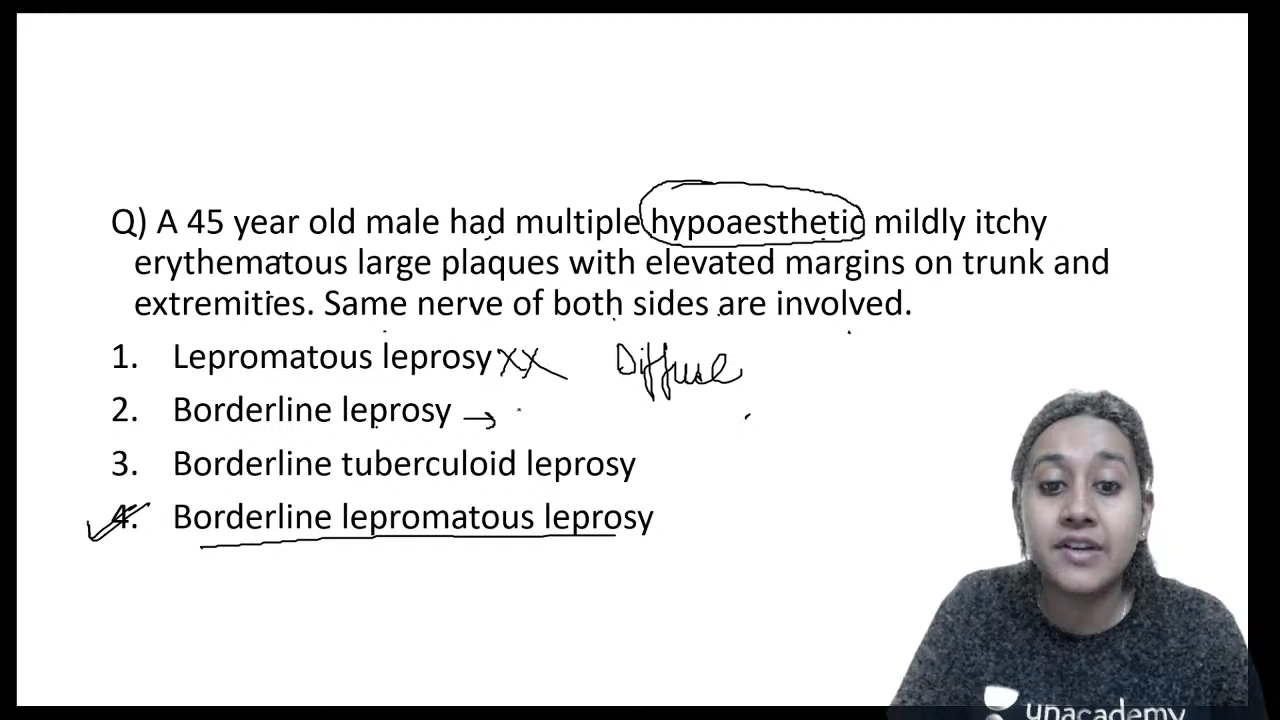 Q) A 45 year old male had multiple hypoaesthetic mildly itchy
erythematous large plaques with elevated margins on trunk and
extremities. Same nerve of both sides are involved.
1. Lepromatous leprosy XX Diffuse
2. Borderline leprosy →
3. Borderline tuberculoid leprosy
4. Borderline lepromatous leprosy
unacademy